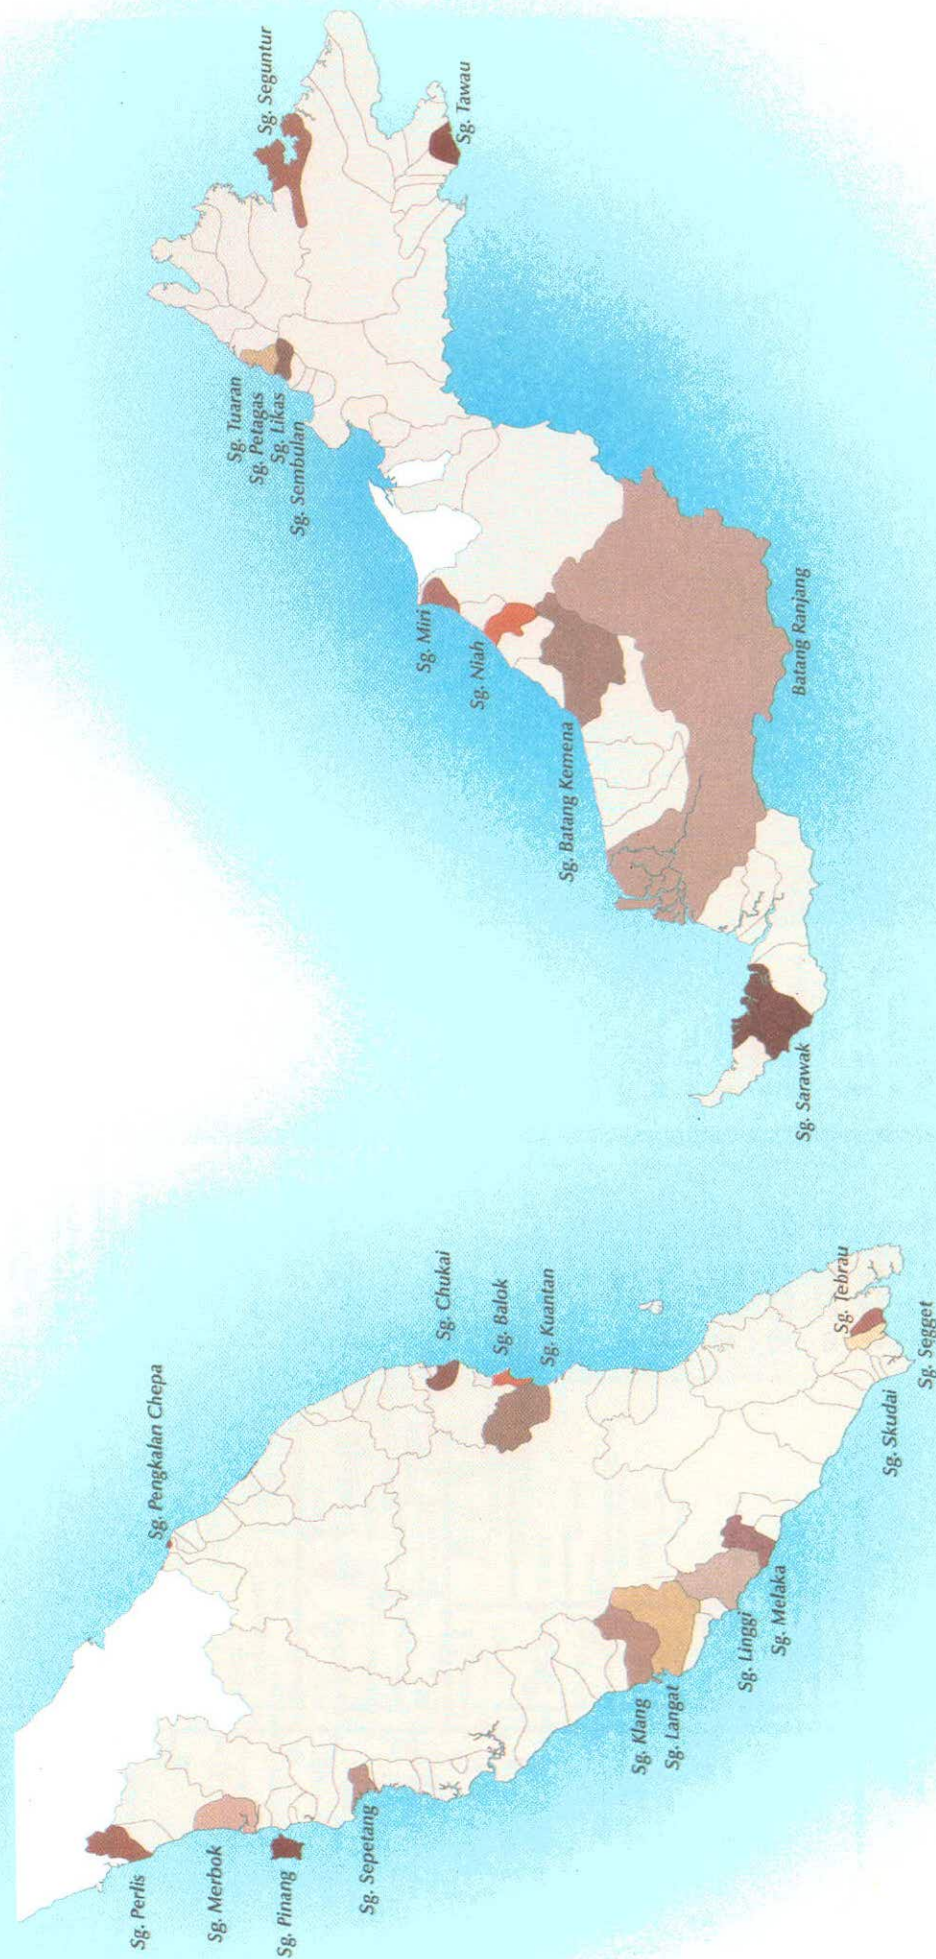 Sg. Perlis
Sg. Merbok
Sg. Pinang
Sg. Sepetang
Sg. Klang
Sg. Langat
Sg. Linggi
Sg. Melaka
Sg. Skudai
Sg. Segget
Sg. Tebrau
Sg. Pengkalan Chepa
Sg. Chukai
Sg. Balok
Sg. Kuantan
Sg. Sarawak
Batang Ranjang
Sg. Batang Kemena
Sg. Niah
Sg. Miri
Sg. Tuaran
Sg. Petagas
Sg. Likas
Sg. Sembulan
Sg. Seguntur
Sg. Tawau